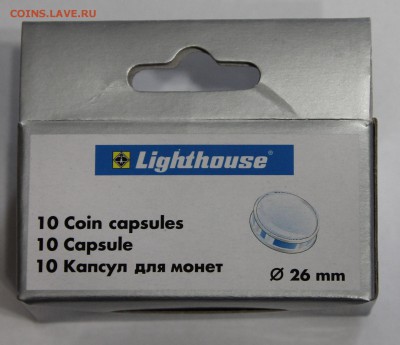 COINS.LAVE.RU
Lighthouse®
10 Coin capsules
10 Capsule
10 Капсул для монет
Ø 26 mm